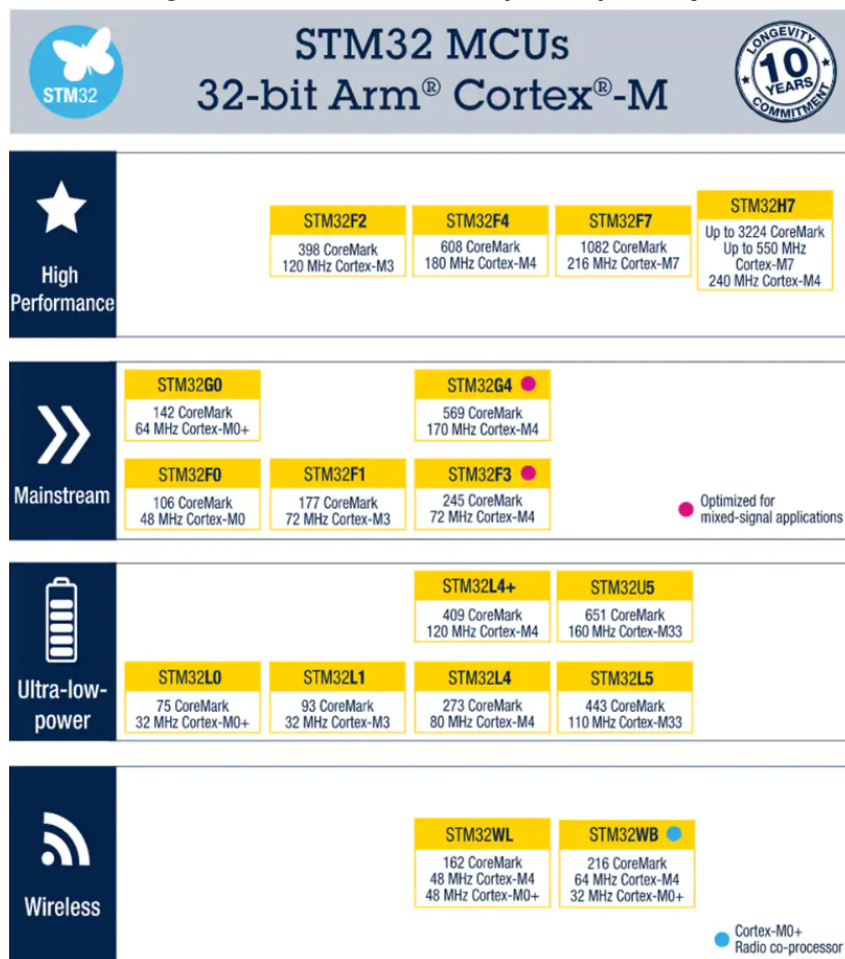 STM32
STM32 MCUs
32-bit Arm® Cortex®-M
LONGEVITY
10
YEARS
COMMITMENT
High
Performance
STM32F2
398 CoreMark
120 MHz Cortex-M3
STM32F4
608 CoreMark
180 MHz Cortex-M4
STM32F7
1082 CoreMark
216 MHz Cortex-M7
STM32H7
Up to 3224 CoreMark
Up to 550 MHz
Cortex-M7
240 MHz Cortex-M4
Mainstream
STM32G0
142 CoreMark
64 MHz Cortex-M0+
STM32G4
569 CoreMark
170 MHz Cortex-M4
STM32F0
106 CoreMark
48 MHz Cortex-M0
STM32F1
177 CoreMark
72 MHz Cortex-M3
STM32F3
245 CoreMark
72 MHz Cortex-M4
Optimized for
mixed-signal applications
Ultra-low-
power
STM32L4+
409 CoreMark
120 MHz Cortex-M4
STM32U5
651 CoreMark
160 MHz Cortex-M33
STM32L0
75 CoreMark
32 MHz Cortex-M0+
STM32L1
93 CoreMark
32 MHz Cortex-M3
STM32L4
273 CoreMark
80 MHz Cortex-M4
STM32L5
443 CoreMark
110 MHz Cortex-M33
Wireless
STM32WL
162 CoreMark
48 MHz Cortex-M4
48 MHz Cortex-M0+
STM32WB
216 CoreMark
64 MHz Cortex-M4
32 MHz Cortex-M0+
Cortex-M0+
Radio co-processor